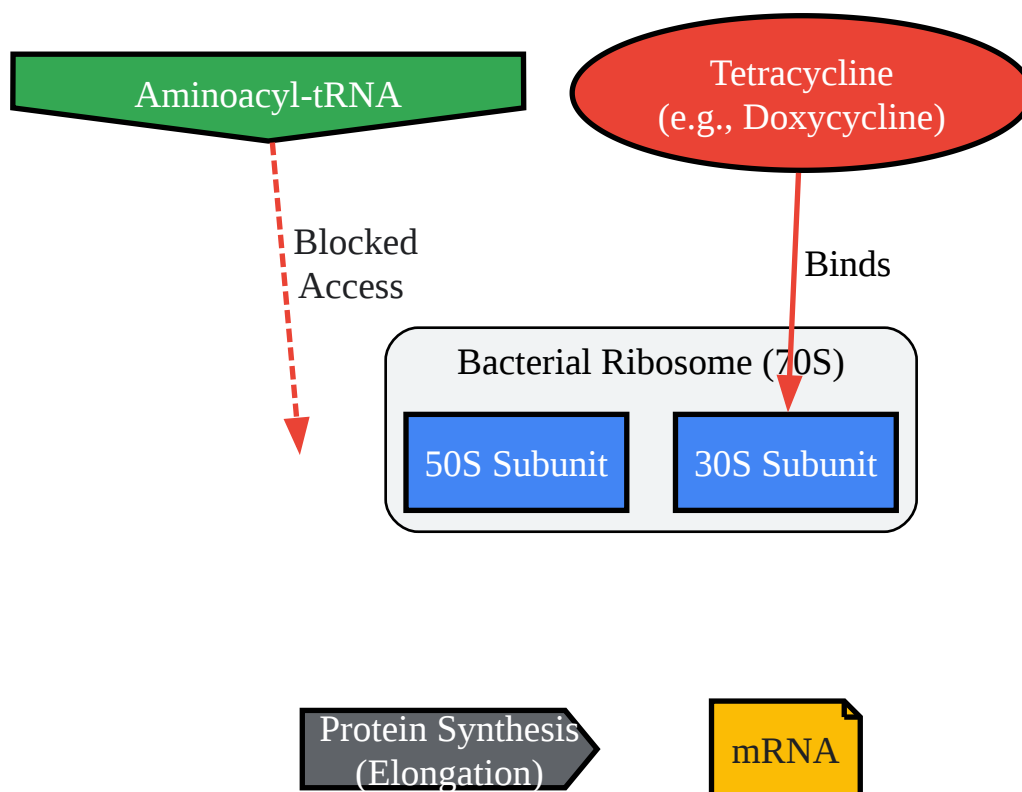 Aminoacyl-tRNA
Tetracycline
(e.g., Doxycycline)
Blocked
Access
Binds
Bacterial Ribosome (70S)
50S Subunit
30S Subunit
Protein Synthesis
(Elongation)
mRNA